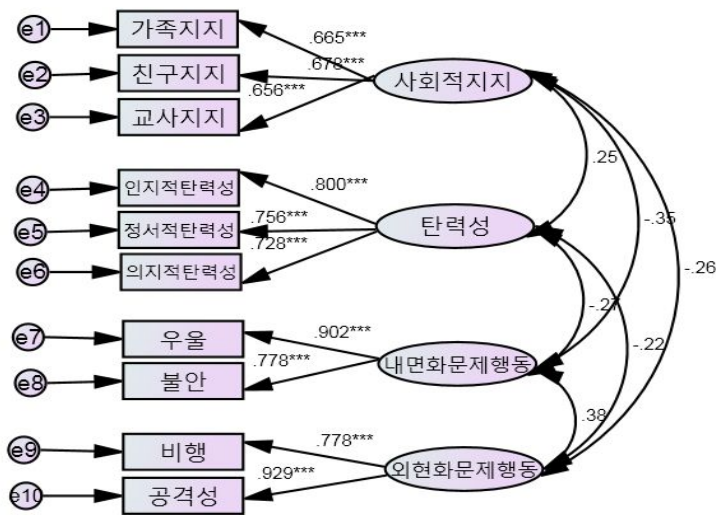 e1 가족지지 .665***
e2 친구지지 .678*** 사회적지지
e3 교사지지 .656***
.25
e4 인지적탄력성 .800***
e5 정서적탄력성 .756*** 탄력성 -.35
e6 의지적탄력성 .728***
-.26
-.27
e7 우울 .902*** -.22
e8 불안 .778*** 내면화문제행동
.38
e9 비행 .778***
외현화문제행동
e10 공격성 .929***